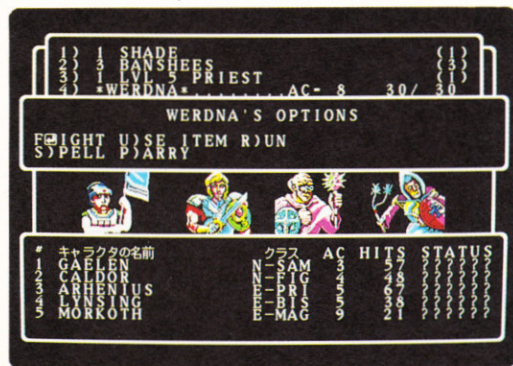 1) 1 SHADE (1)
2) 3 BANSHEES (3)
3) 1 LVL 5 PRIEST (1)
4) *WERDNA*........AC- 8 30/ 30
WERDNA'S OPTIONS
F)IGHT U)SE ITEM R)UN
S)PELL P)ARRY
# キャラクタの名前 クラス AC HITS STATUS
1 GAELEN N-SAM 3 57 ??????
2 CALDOR N-FIG 4 48 ??????
3 ARHENIUS E-PRI 2 67 ??????
4 LYNSING E-BIS 5 38 ??????
5 MORKOTH E-MAG 9 21 ??????